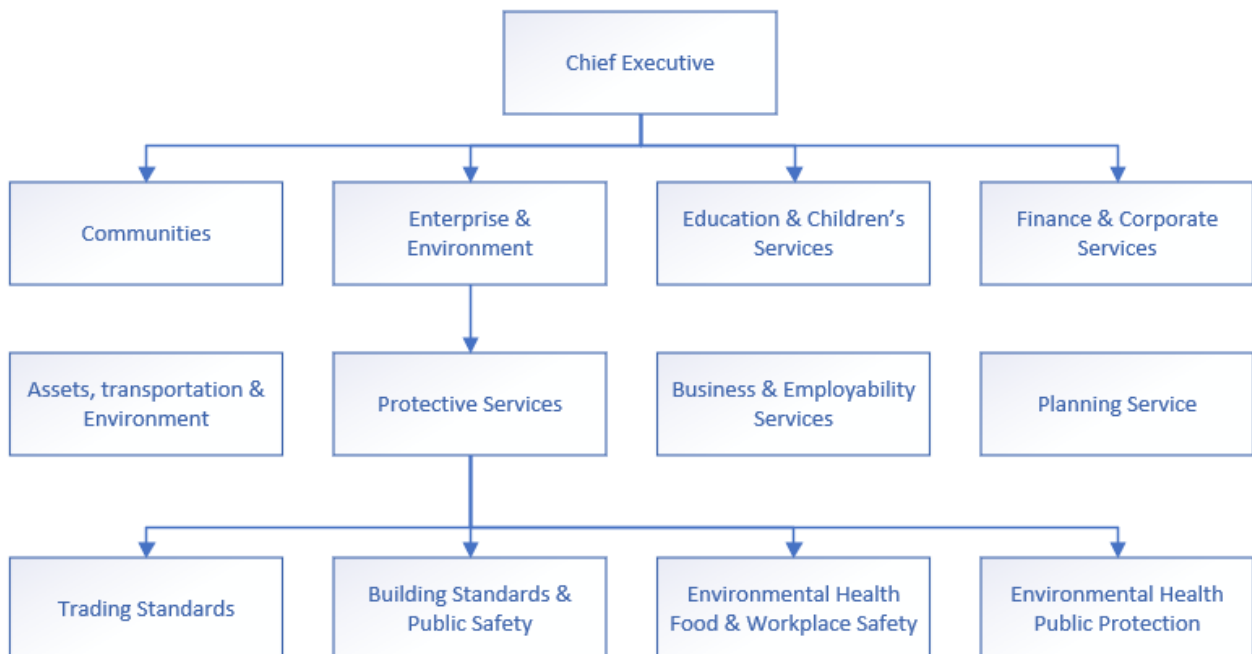 Chief Executive
Communities
Enterprise &
Environment
Education & Children’s
Services
Finance & Corporate
Services
Assets, transportation &
Environment
Protective Services
Business & Employability
Services
Planning Service
Trading Standards
Building Standards &
Public Safety
Environmental Health
Food & Workplace Safety
Environmental Health
Public Protection